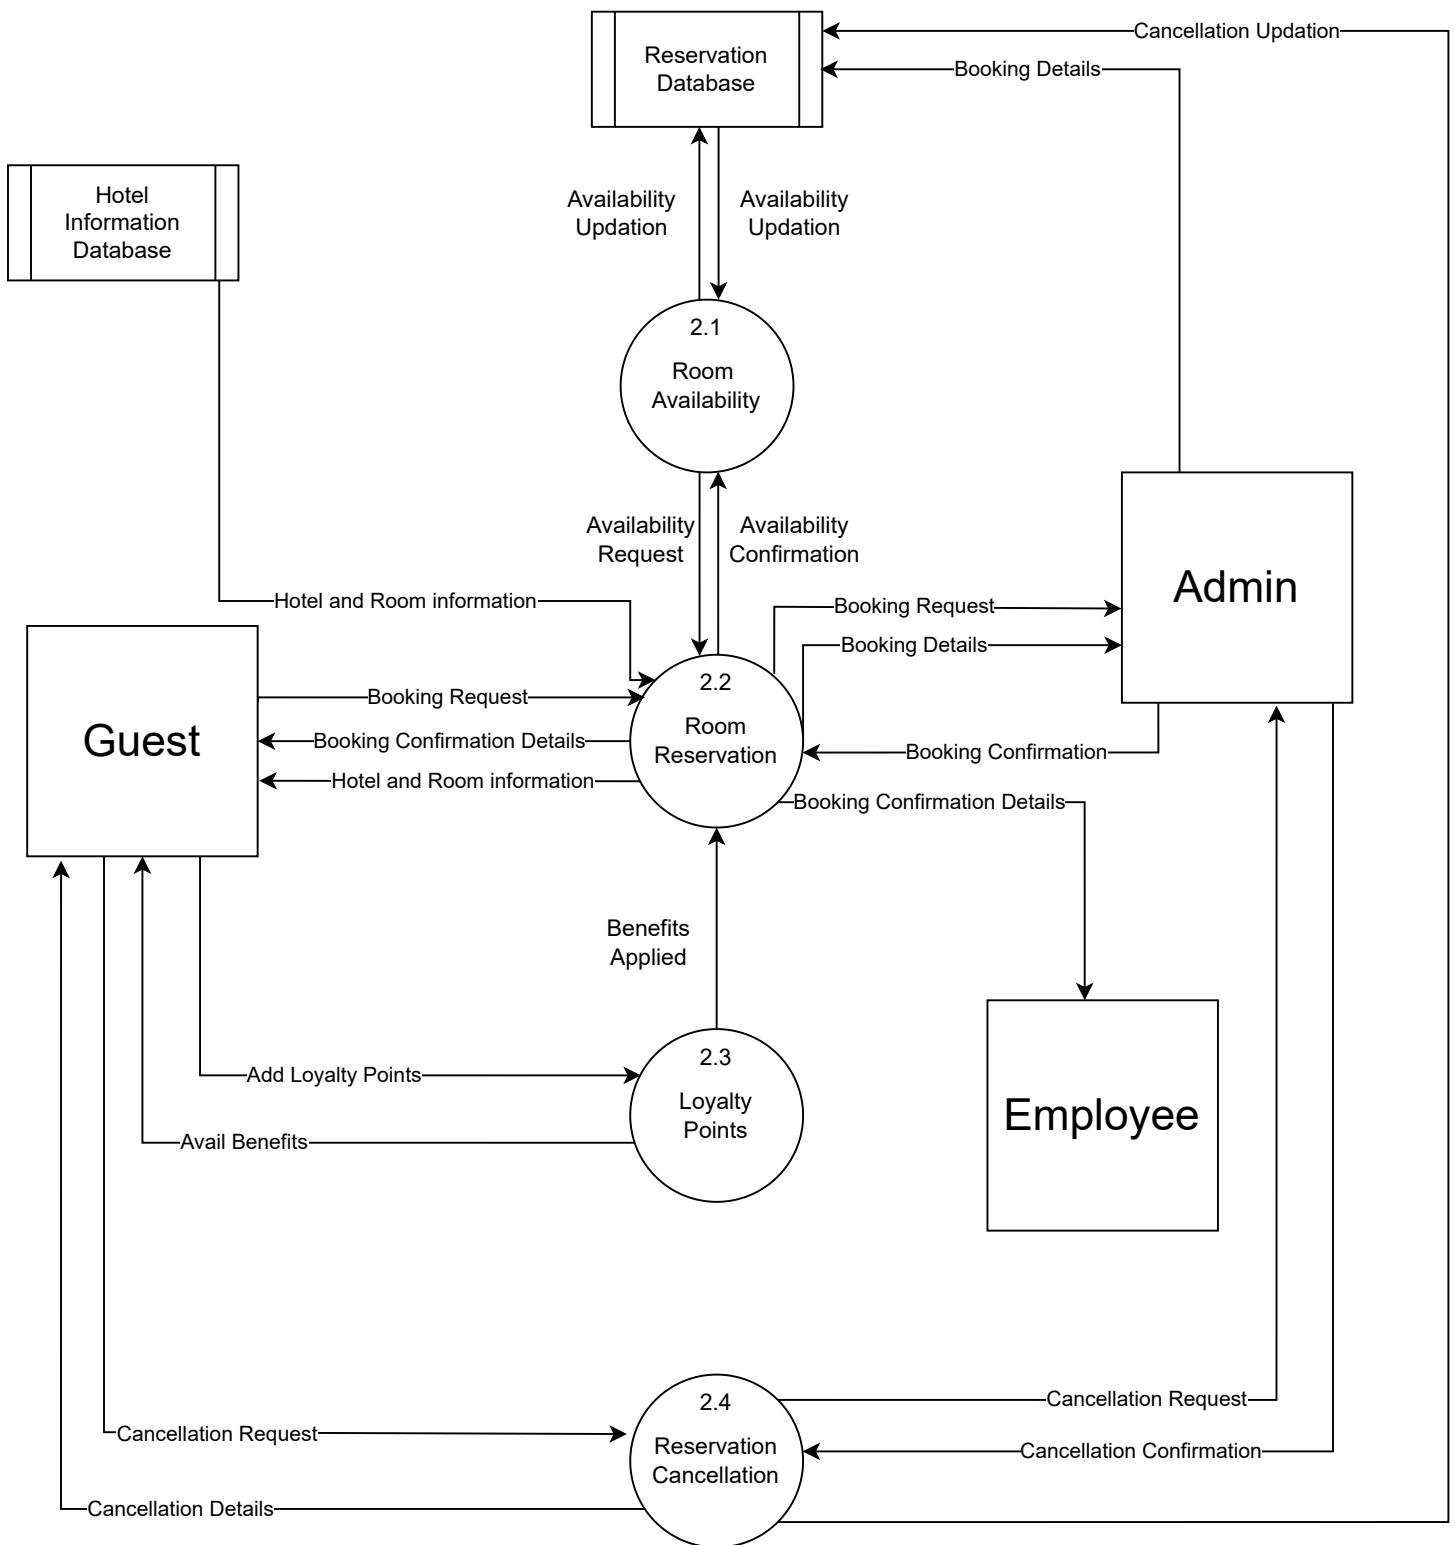 Reservation
Database
Cancellation Updation
Booking Details
Hotel
Information
Database
Availability
Updation
Availability
Updation
2.1
Room
Availability
Availability
Request
Availability
Confirmation
Admin
Hotel and Room information
Booking Request
Booking Details
Guest
Booking Request
Booking Confirmation Details
Hotel and Room information
2.2
Room
Reservation
Booking Confirmation
Booking Confirmation Details
Benefits
Applied
Add Loyalty Points
Avail Benefits
2.3
Loyalty
Points
Employee
2.4
Reservation
Cancellation
Cancellation Request
Cancellation Confirmation
Cancellation Request
Cancellation Details